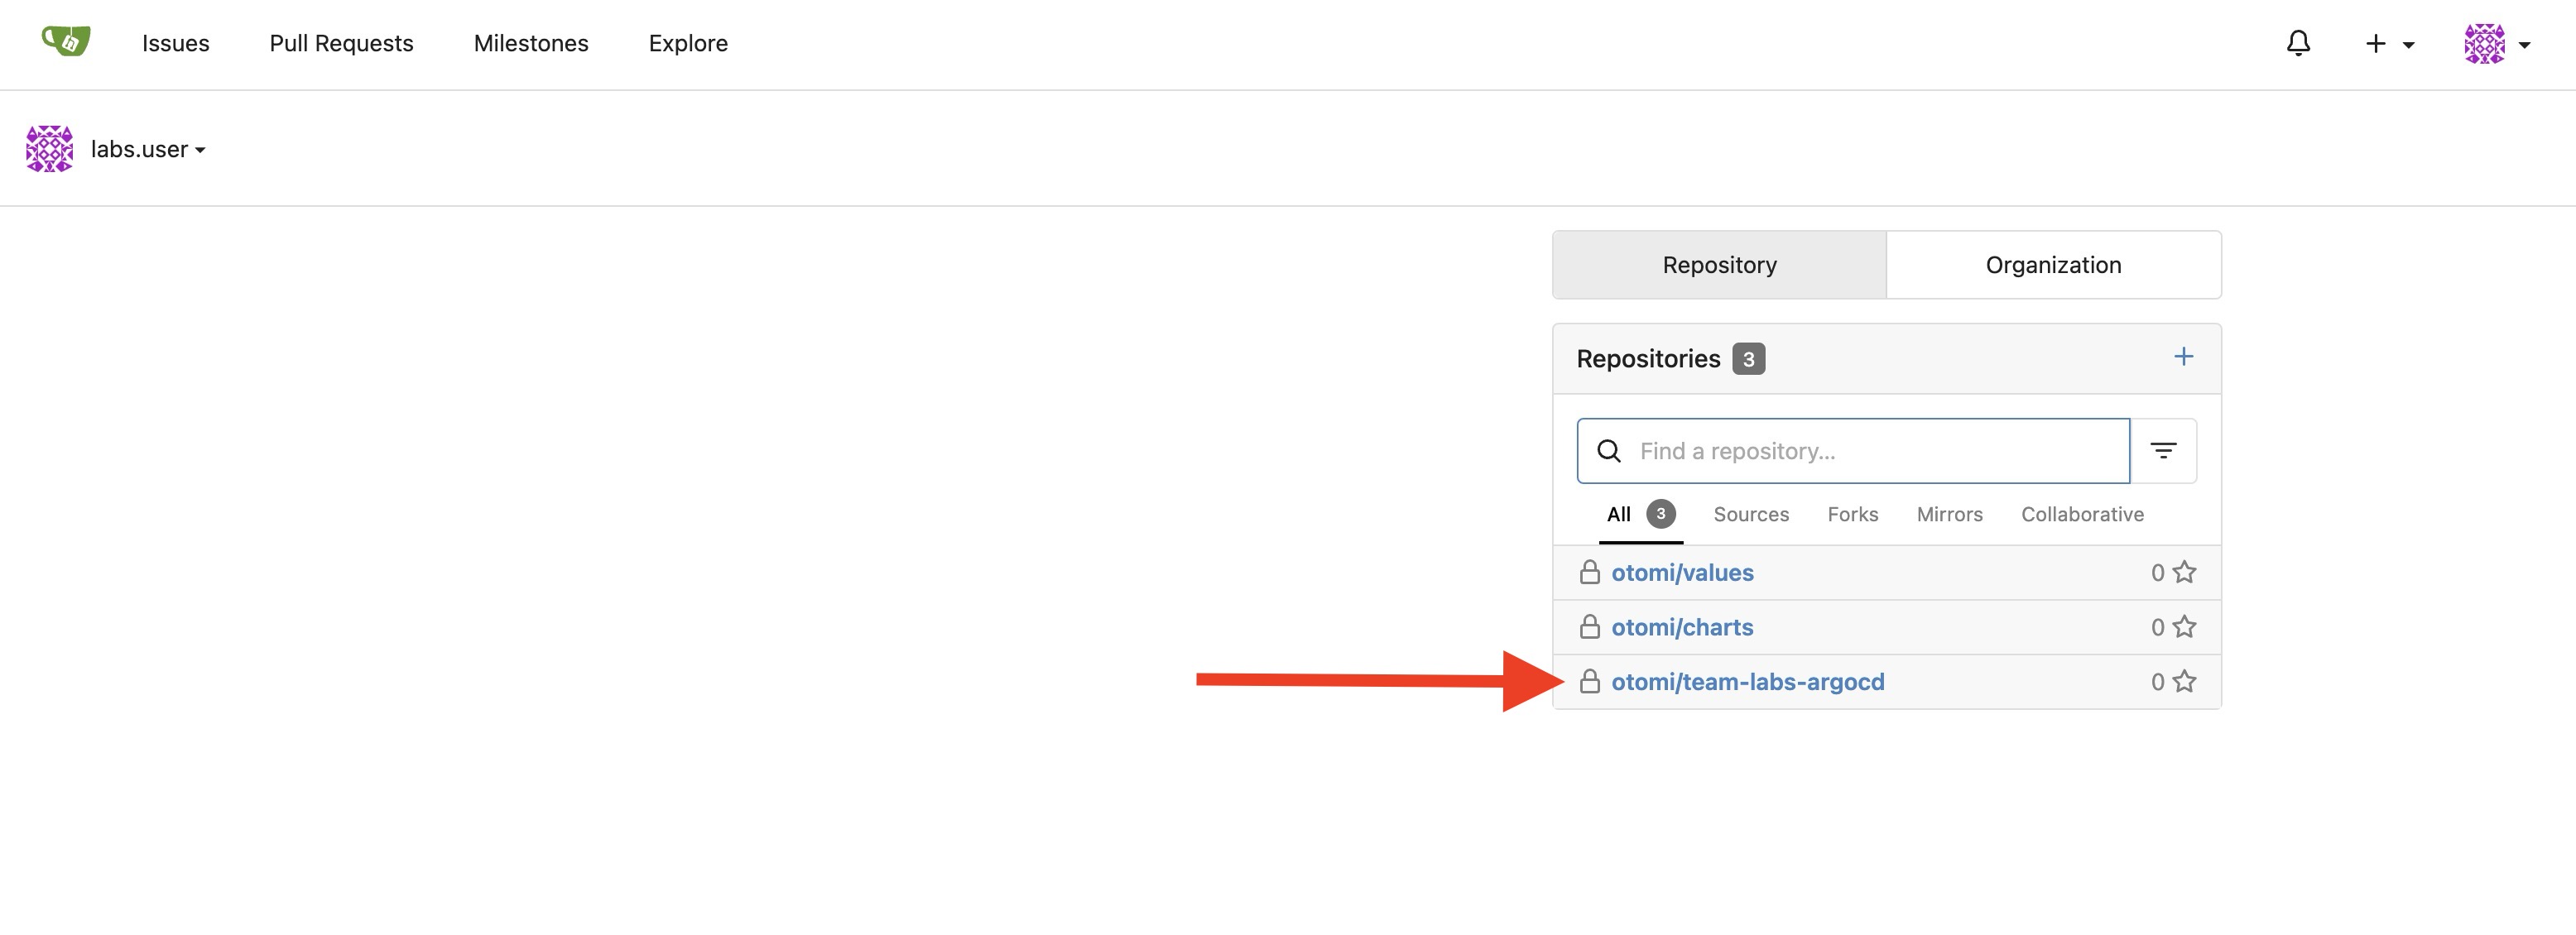 Issues Pull Requests Milestones Explore
labs.user
Repository Organization
Repositories 3
Find a repository...
All 3 Sources Forks Mirrors Collaborative
otomi/values 0
otomi/charts 0
otomi/team-labs-argocd 0